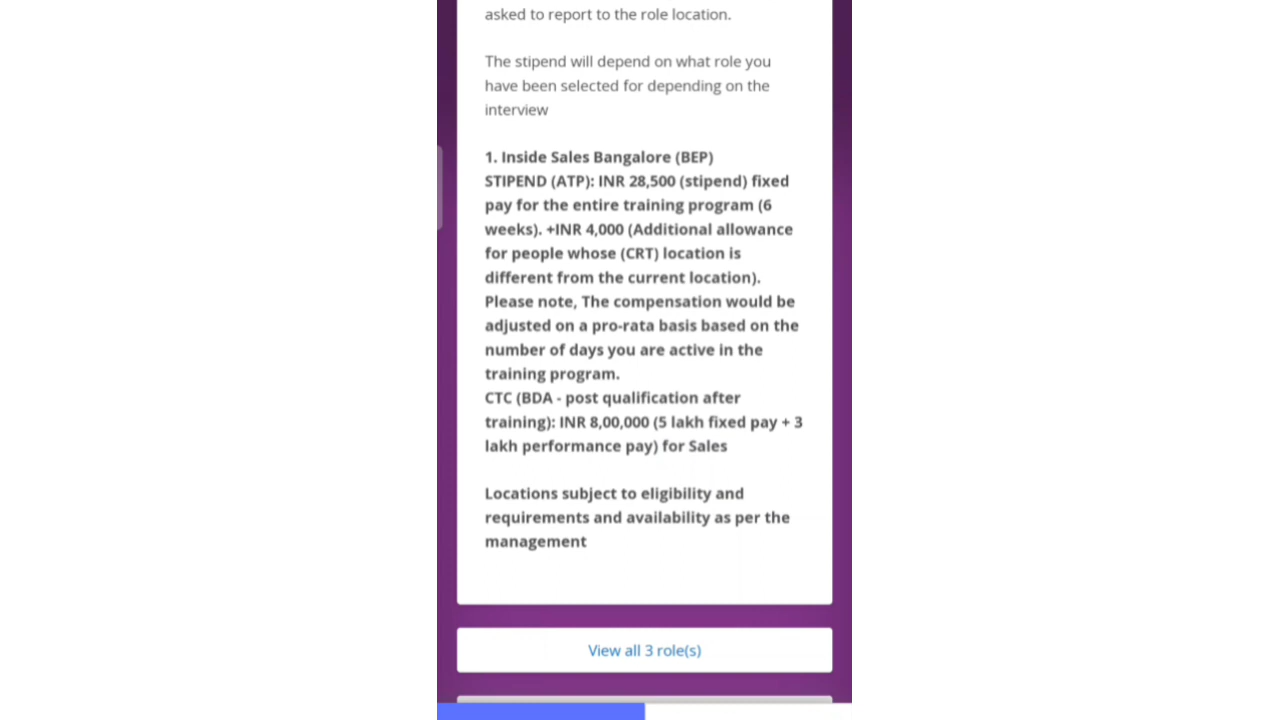 asked to report to the role location.
The stipend will depend on what role you
have been selected for depending on the
interview
1. Inside Sales Bangalore (BEP)
STIPEND (ATP): INR 28,500 (stipend) fixed
pay for the entire training program (6
weeks). +INR 4,000 (Additional allowance
for people whose (CRT) location is
different from the current location).
Please note, The compensation would be
adjusted on a pro-rata basis based on the
number of days you are active in the
training program.
CTC (BDA - post qualification after
training): INR 8,00,000 (5 lakh fixed pay + 3
lakh performance pay) for Sales
Locations subject to eligibility and
requirements and availability as per the
management
View all 3 role(s)